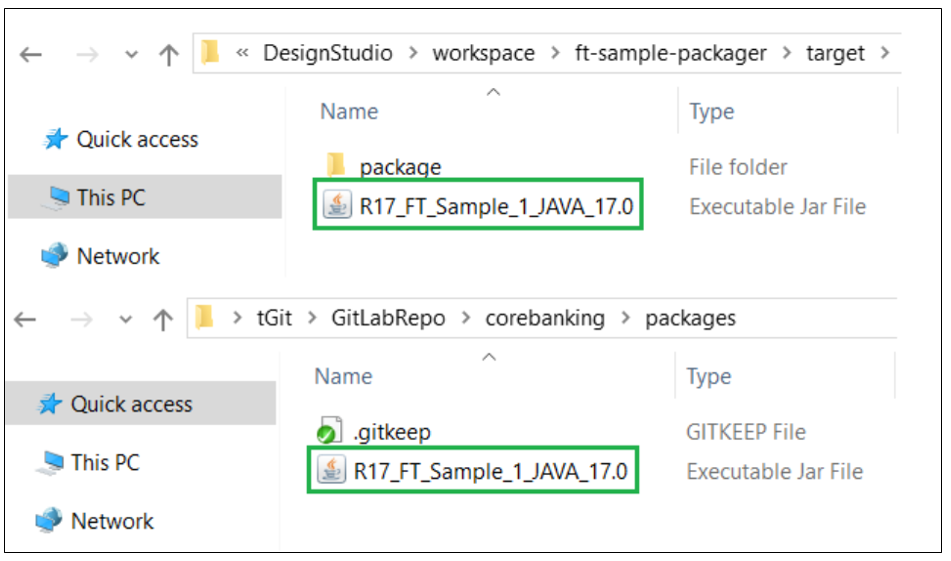 « DesignStudio > workspace > ft-sample-packager > target >
Name Type
Quick access
package File folder
This PC
R17_FT_Sample_1_JAVA_17.0 Executable Jar File
Network
> tGit > GitLabRepo > corebanking > packages
Name Type
Quick access
.gitkeep GITKEEP File
This PC
R17_FT_Sample_1_JAVA_17.0 Executable Jar File
Network